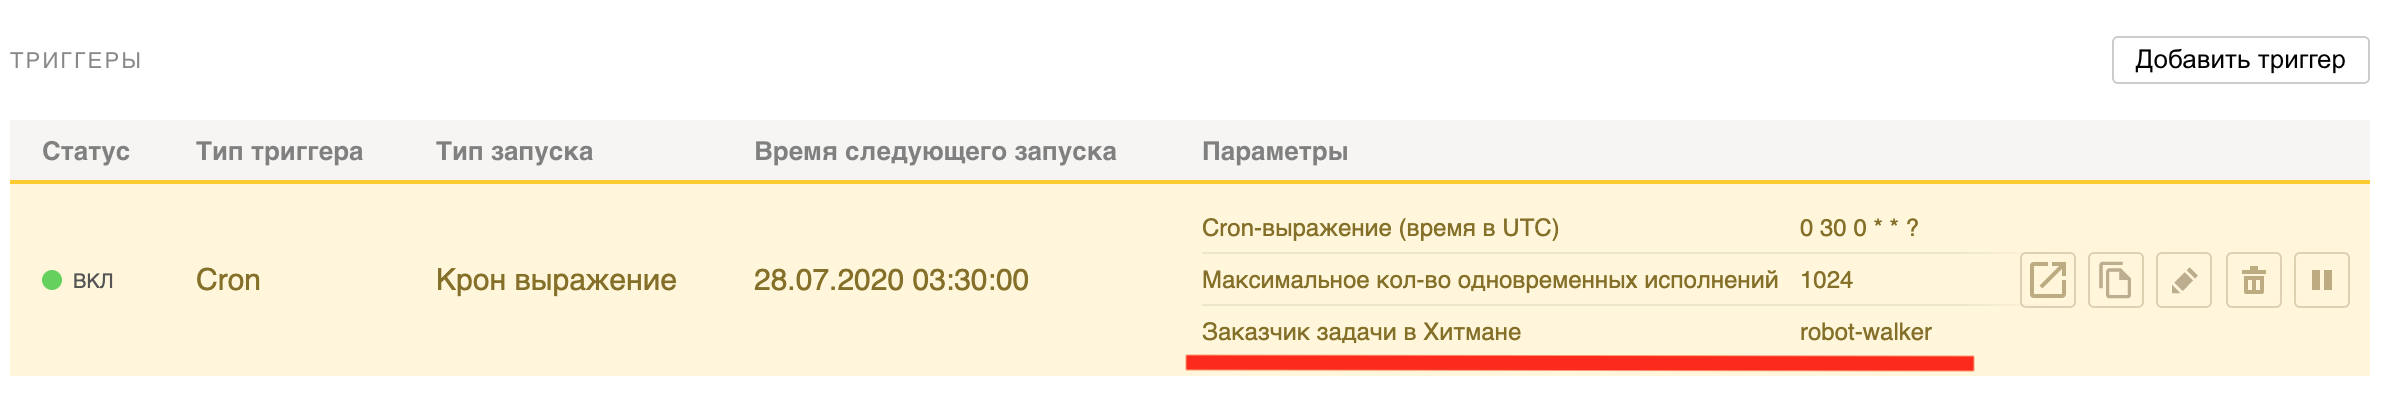 ТРИГГЕРЫ
Добавить триггер
Статус Тип триггера Тип запуска Время следующего запуска Параметры
ВКЛ Cron Крон выражение 28.07.2020 03:30:00
Cron-выражение (время в UTC) 0 30 0 * * ?
Максимальное кол-во одновременных исполнений 1024
Заказчик задачи в Хитмане robot-walker